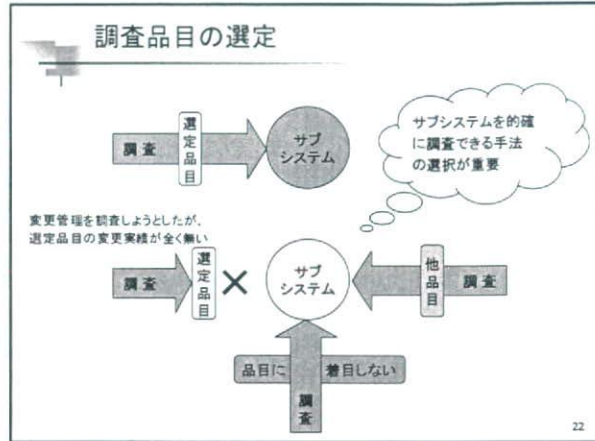 調査品目の選定
調査
選定品目
サブ
システム
サブシステムを的確
に調査できる手法
の選択が重要
変更管理を調査しようとしたが、
選定品目の変更実績が全く無い
調査
選定品目
×
サブ
システム
他品目
調査
品目に
着目しない
調査
22